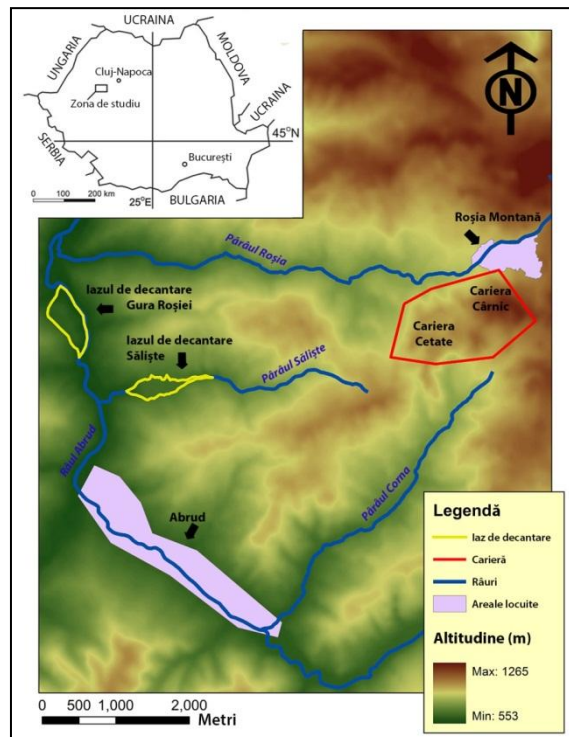 UCRAINA
UNGARIA
MOLDOVA
Cluj-Napoca
Zona de studiu
UCRAINA
SERBIA
45°N
București
0 100 200 km
25°E
BULGARIA
N
Roșia Montană
Pârâul Roșia
Iazul de decantare
Gura Roșiei
Cariera
Cârnic
Cariera
Cetate
Iazul de decantare
Săliște
Pârâul Săliște
Râul Abrud
Pârâul Corna
Abrud
Legendă
Iaz de decantare
Carieră
Râuri
Areale locuite
Altitudine (m)
Max: 1265
Min: 553
0 500 1,000 2,000
Metri